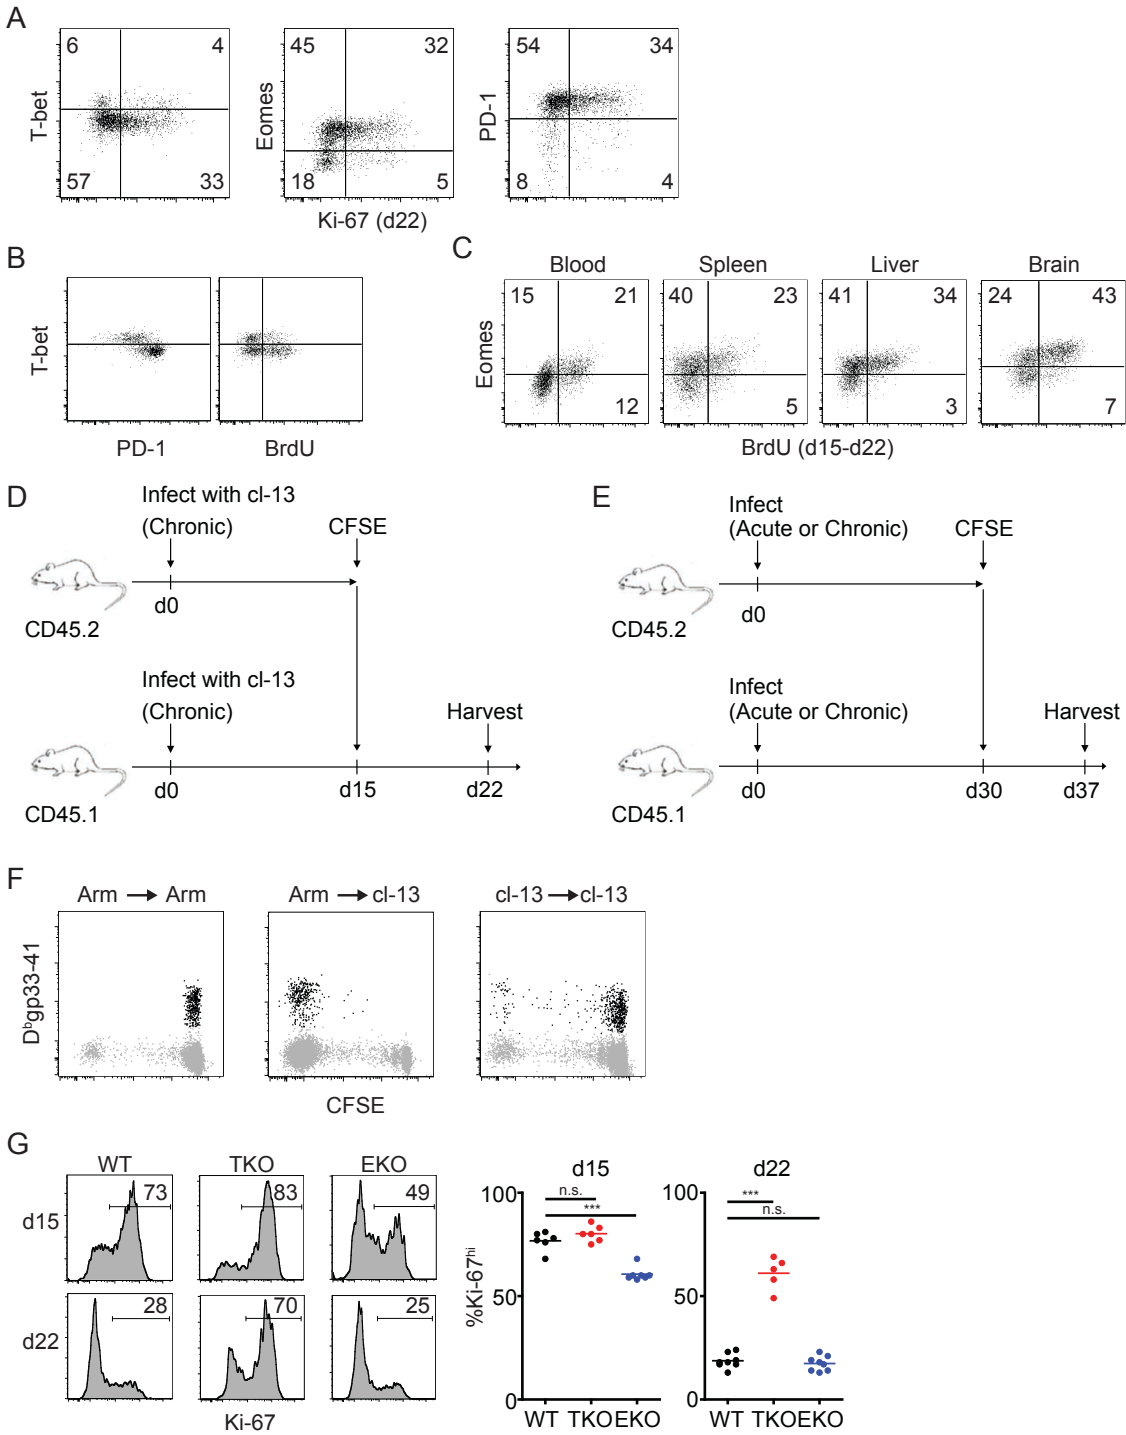 A
6 4
57 33
T-bet
45 32
18 5
Eomes
54 34
8 4
PD-1
Ki-67 (d22)
B
T-bet
PD-1
BrdU
C
Blood
Spleen
Liver
Brain
15 21
12
40 23
5
41 34
3
24 43
7
Eomes
BrdU (d15-d22)
D
Infect with cl-13
(Chronic)
CFSE
d0
CD45.2
Infect with cl-13
(Chronic)
Harvest
d0
d15
d22
CD45.1
E
Infect
(Acute or Chronic)
CFSE
d0
CD45.2
Infect
(Acute or Chronic)
Harvest
d0
d30
d37
CD45.1
F
Arm → Arm
Arm → cl-13
cl-13 → cl-13
Dᵇgp33-41
CFSE
G
WT
TKO
EKO
d15
73
83
49
d22
28
70
25
Ki-67
d15
%Ki-67ʰⁱ
100
50
0
n.s.
***
WT TKO EKO
d22
100
50
0
***
n.s.
WT TKO EKO